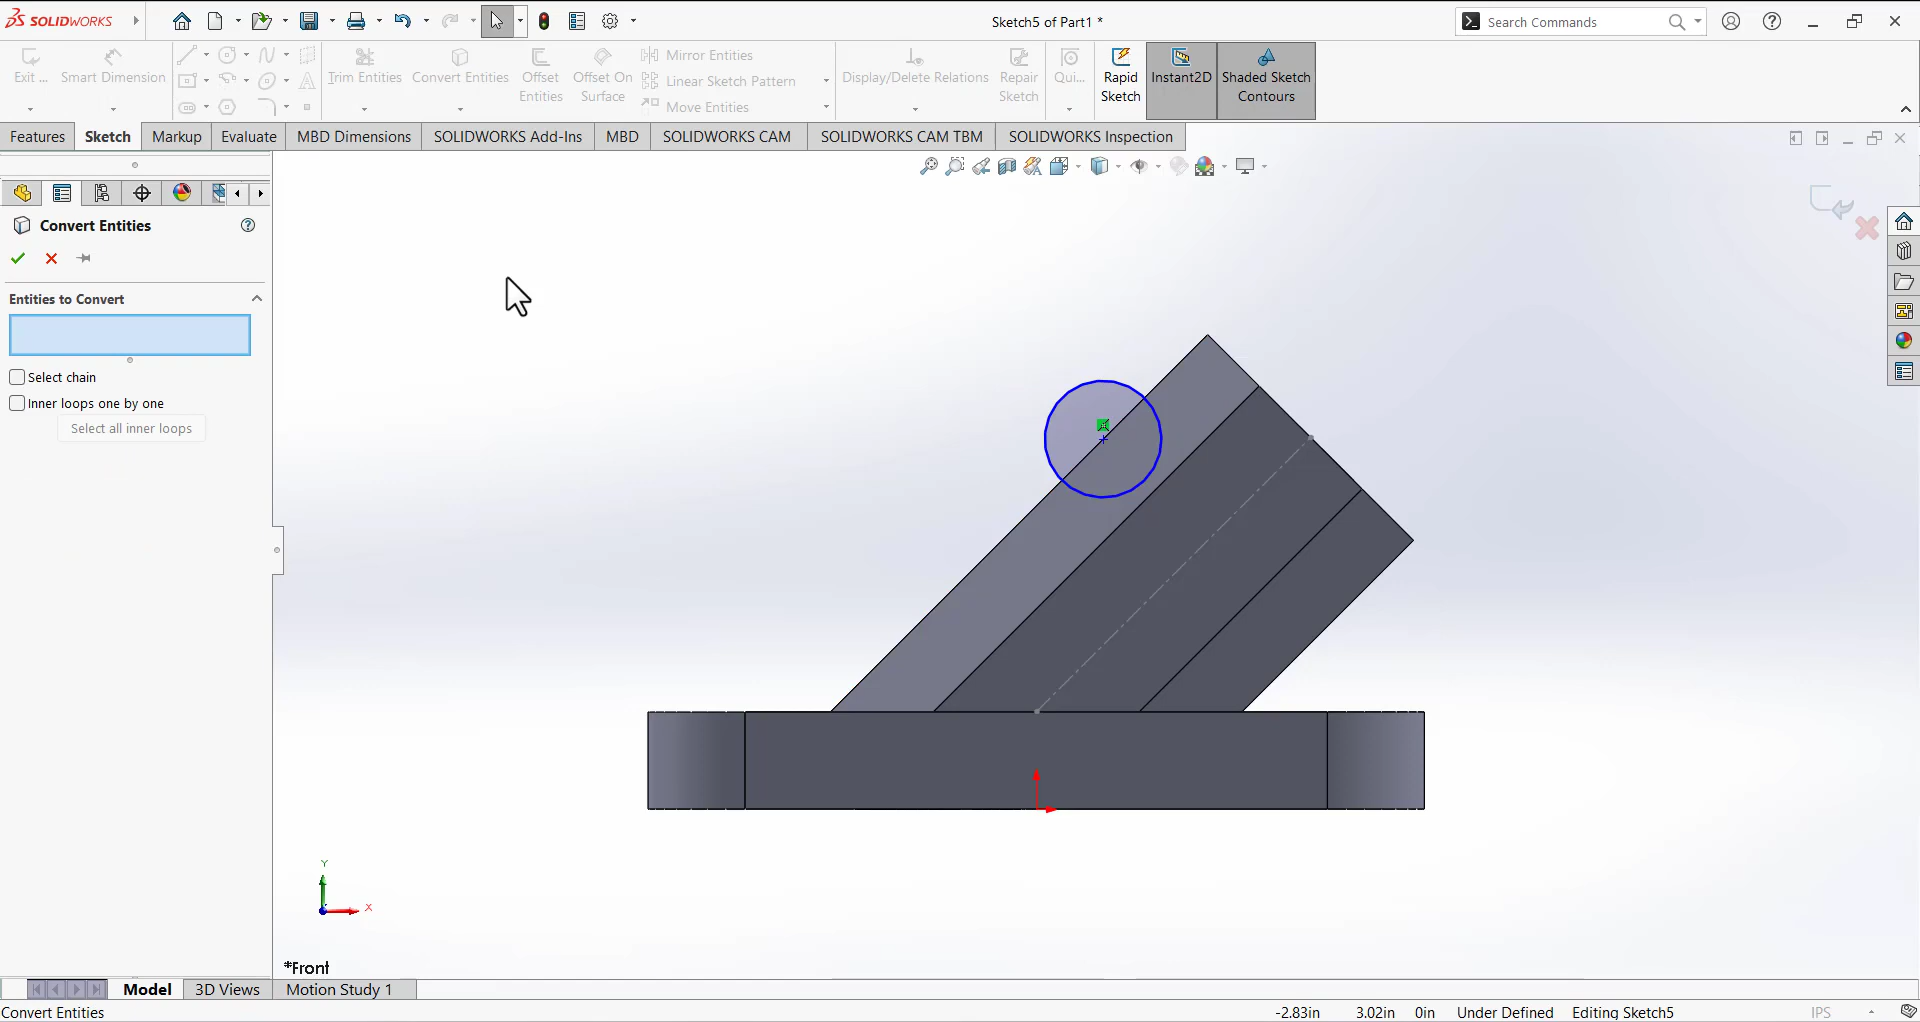 SOLIDWORKS
Sketch5 of Part1 *
Search Commands
Exit ...
Smart Dimension
Trim Entities
Convert Entities
Offset Entities
Offset On Surface
Mirror Entities
Linear Sketch Pattern
Move Entities
Display/Delete Relations
Repair Sketch
Qui...
Rapid Sketch
Instant2D
Shaded Sketch Contours
Features Sketch Markup Evaluate MBD Dimensions SOLIDWORKS Add-Ins MBD SOLIDWORKS CAM SOLIDWORKS CAM TBM SOLIDWORKS Inspection
Convert Entities
Entities to Convert
Select chain
Inner loops one by one
Select all inner loops
Y
X
*Front
Model 3D Views Motion Study 1
Convert Entities -2.83in 3.02in 0in Under Defined Editing Sketch5 IPS